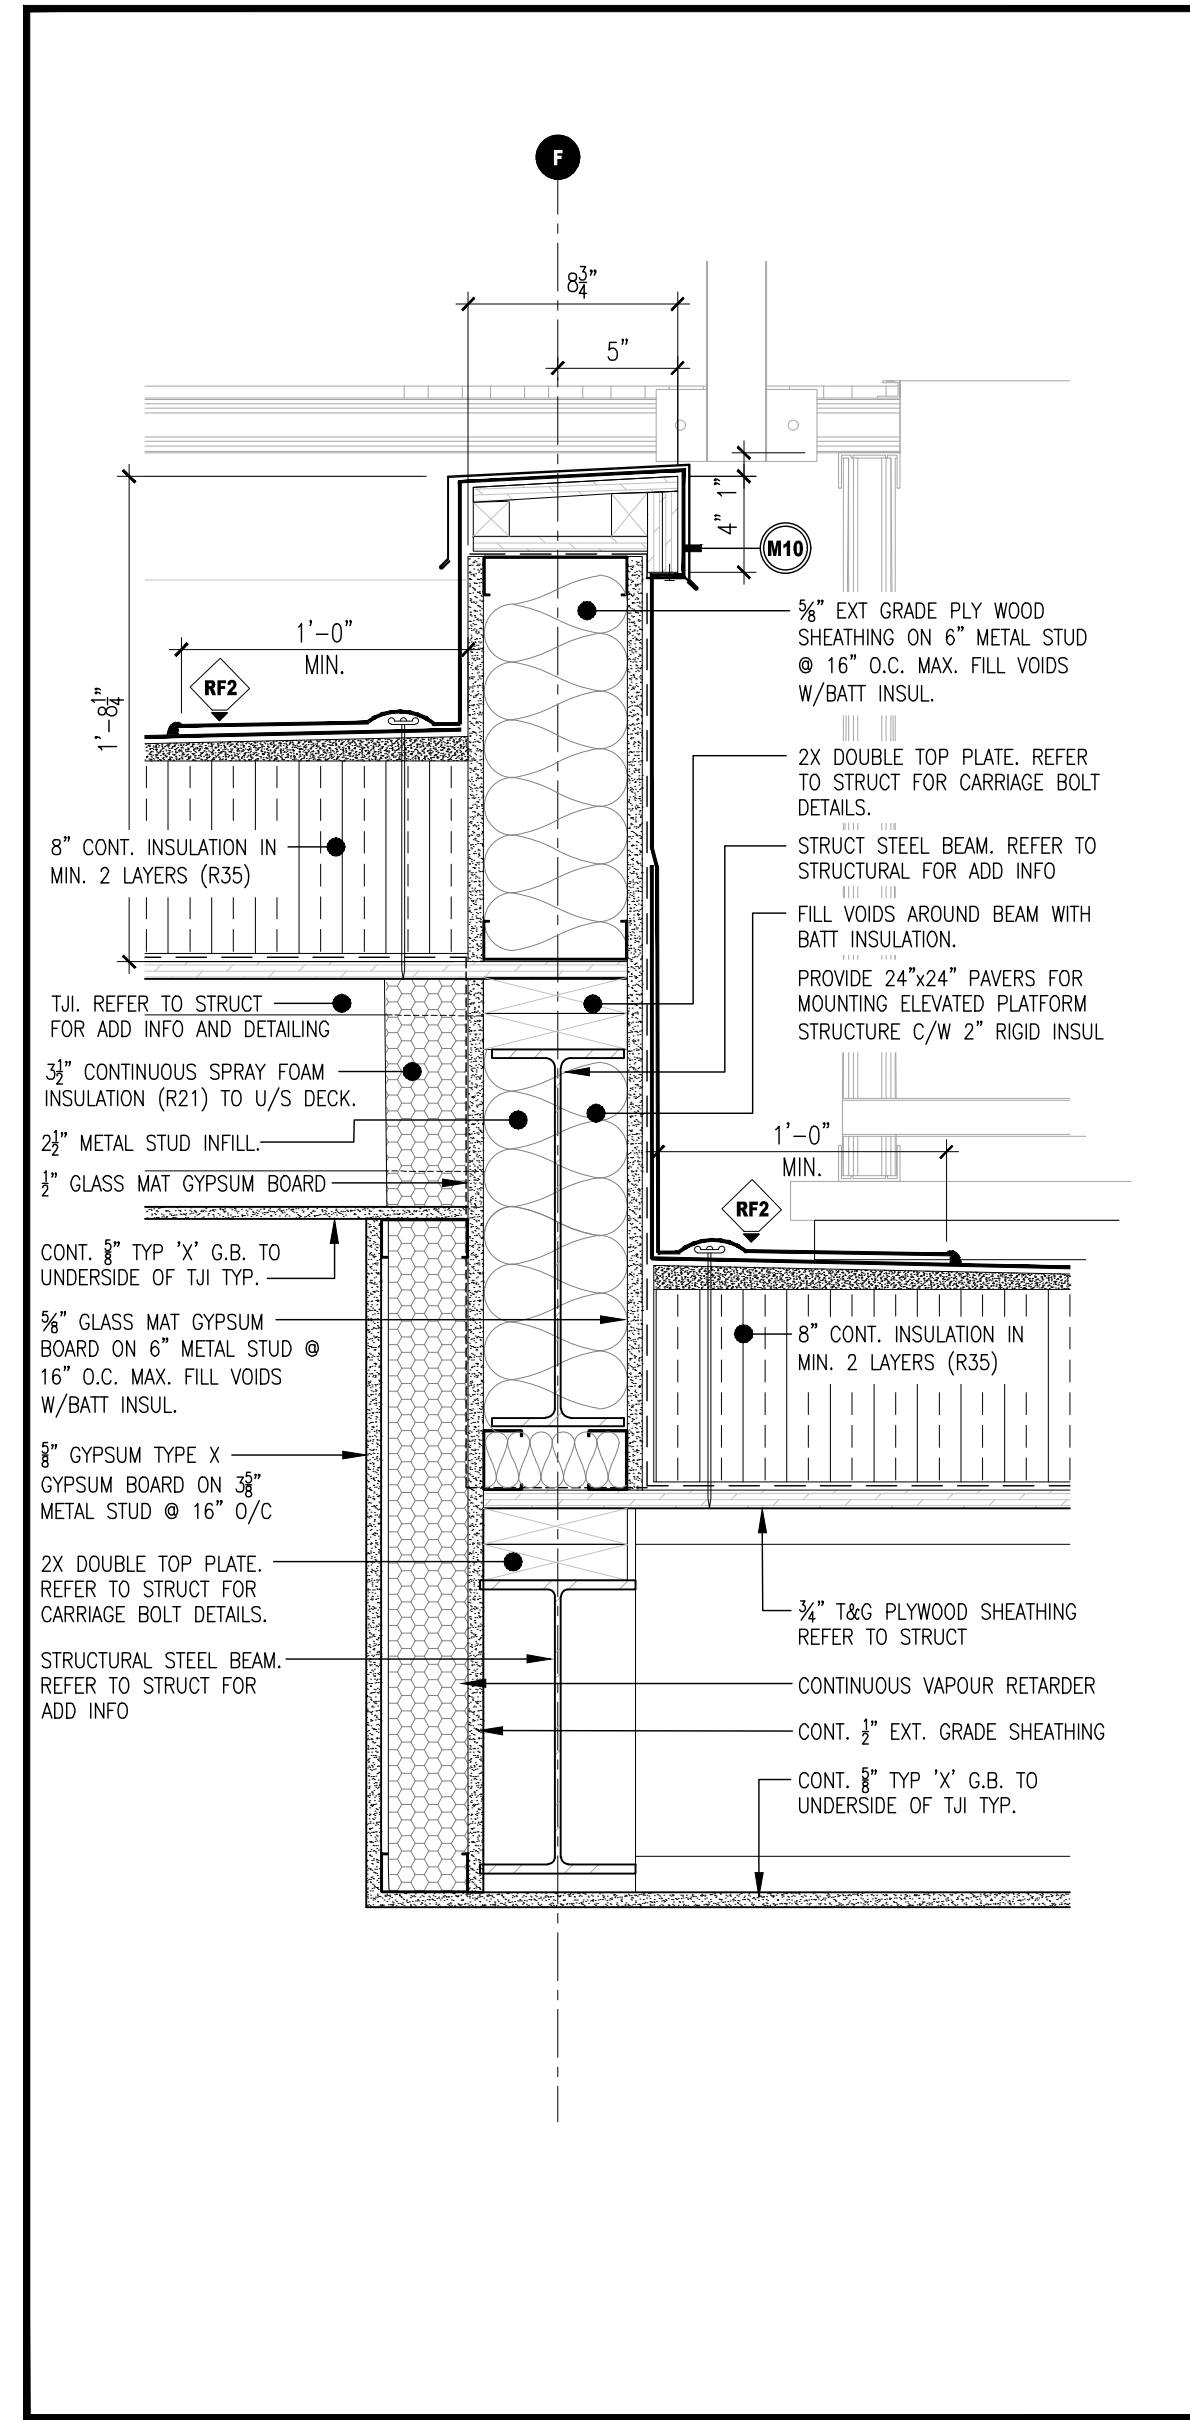 F
8¾"
5"
1"
4"
M10
1'-0"
MIN.
RF2
1'-8¼"
⅝" EXT GRADE PLY WOOD
SHEATHING ON 6" METAL STUD
@ 16" O.C. MAX. FILL VOIDS
W/BATT INSUL.
2X DOUBLE TOP PLATE. REFER
TO STRUCT FOR CARRIAGE BOLT
DETAILS.
STRUCT STEEL BEAM. REFER TO
STRUCTURAL FOR ADD INFO
FILL VOIDS AROUND BEAM WITH
BATT INSULATION.
PROVIDE 24"x24" PAVERS FOR
MOUNTING ELEVATED PLATFORM
STRUCTURE C/W 2" RIGID INSUL
8" CONT. INSULATION IN
MIN. 2 LAYERS (R35)
TJI. REFER TO STRUCT
FOR ADD INFO AND DETAILING
3½" CONTINUOUS SPRAY FOAM
INSULATION (R21) TO U/S DECK.
2½" METAL STUD INFILL.
½" GLASS MAT GYPSUM BOARD
CONT. ⅝" TYP 'X' G.B. TO
UNDERSIDE OF TJI TYP.
⅝" GLASS MAT GYPSUM
BOARD ON 6" METAL STUD @
16" O.C. MAX. FILL VOIDS
W/BATT INSUL.
⅝" GYPSUM TYPE X
GYPSUM BOARD ON 3⅝"
METAL STUD @ 16" O/C
2X DOUBLE TOP PLATE.
REFER TO STRUCT FOR
CARRIAGE BOLT DETAILS.
STRUCTURAL STEEL BEAM.
REFER TO STRUCT FOR
ADD INFO
1'-0"
MIN.
RF2
8" CONT. INSULATION IN
MIN. 2 LAYERS (R35)
¾" T&G PLYWOOD SHEATHING
REFER TO STRUCT
CONTINUOUS VAPOUR RETARDER
CONT. ½" EXT. GRADE SHEATHING
CONT. ⅝" TYP 'X' G.B. TO
UNDERSIDE OF TJI TYP.